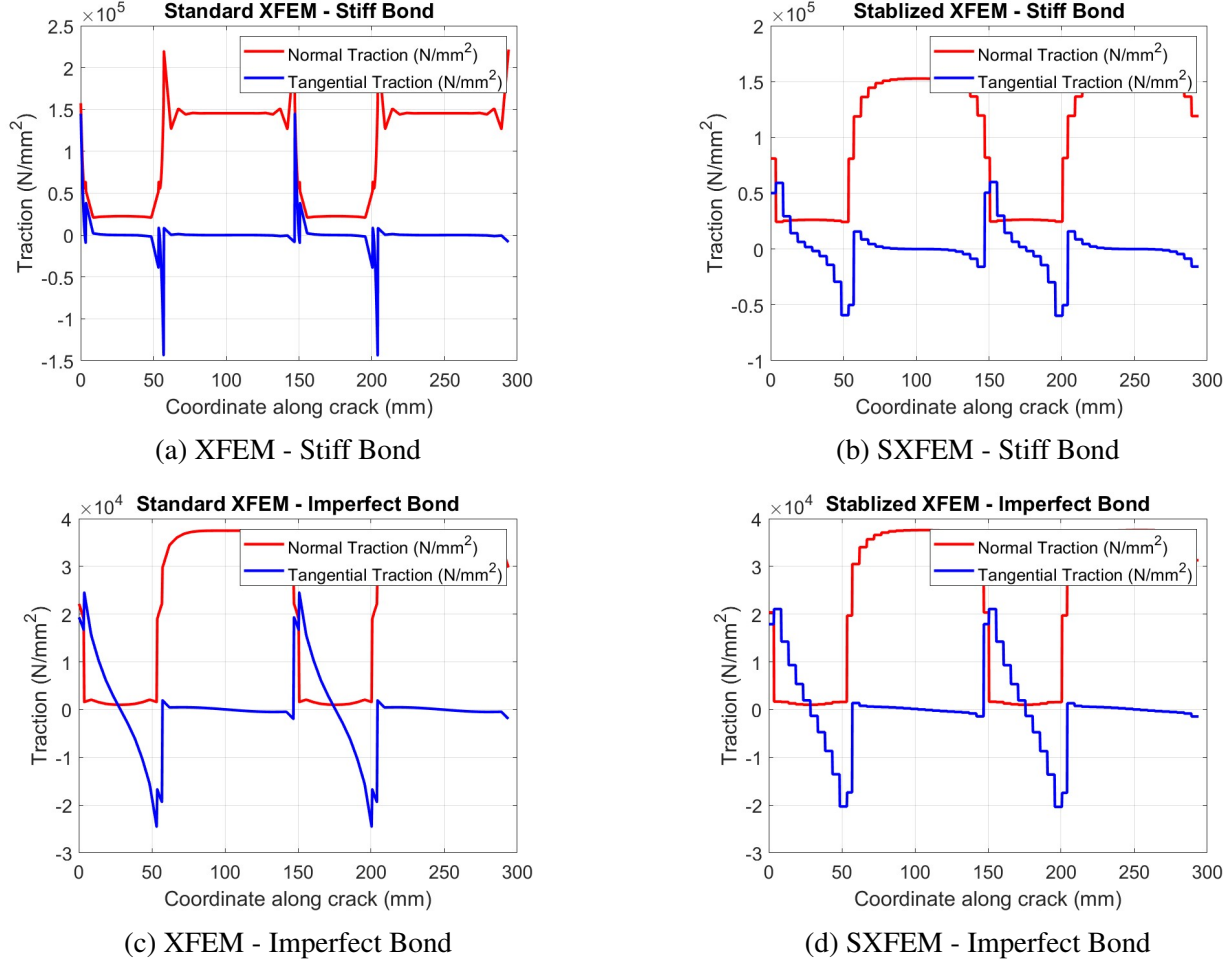 Standard XFEM - Stiff Bond
×10^5
Normal Traction (N/mm^2)
Tangential Traction (N/mm^2)
2.5
2
1.5
1
0.5
0
-0.5
-1
-1.5
Traction (N/mm^2)
0 50 100 150 200 250 300
Coordinate along crack (mm)
(a) XFEM - Stiff Bond
Stablized XFEM - Stiff Bond
×10^5
Normal Traction (N/mm^2)
Tangential Traction (N/mm^2)
2
1.5
1
0.5
0
-0.5
-1
Traction (N/mm^2)
0 50 100 150 200 250 300
Coordinate along crack (mm)
(b) SXFEM - Stiff Bond
Standard XFEM - Imperfect Bond
×10^4
Normal Traction (N/mm^2)
Tangential Traction (N/mm^2)
4
3
2
1
0
-1
-2
-3
Traction (N/mm^2)
0 50 100 150 200 250 300
Coordinate along crack (mm)
(c) XFEM - Imperfect Bond
Stablized XFEM - Imperfect Bond
×10^4
Normal Traction (N/mm^2)
Tangential Traction (N/mm^2)
4
3
2
1
0
-1
-2
-3
Traction (N/mm^2)
0 50 100 150 200 250 300
Coordinate along crack (mm)
(d) SXFEM - Imperfect Bond